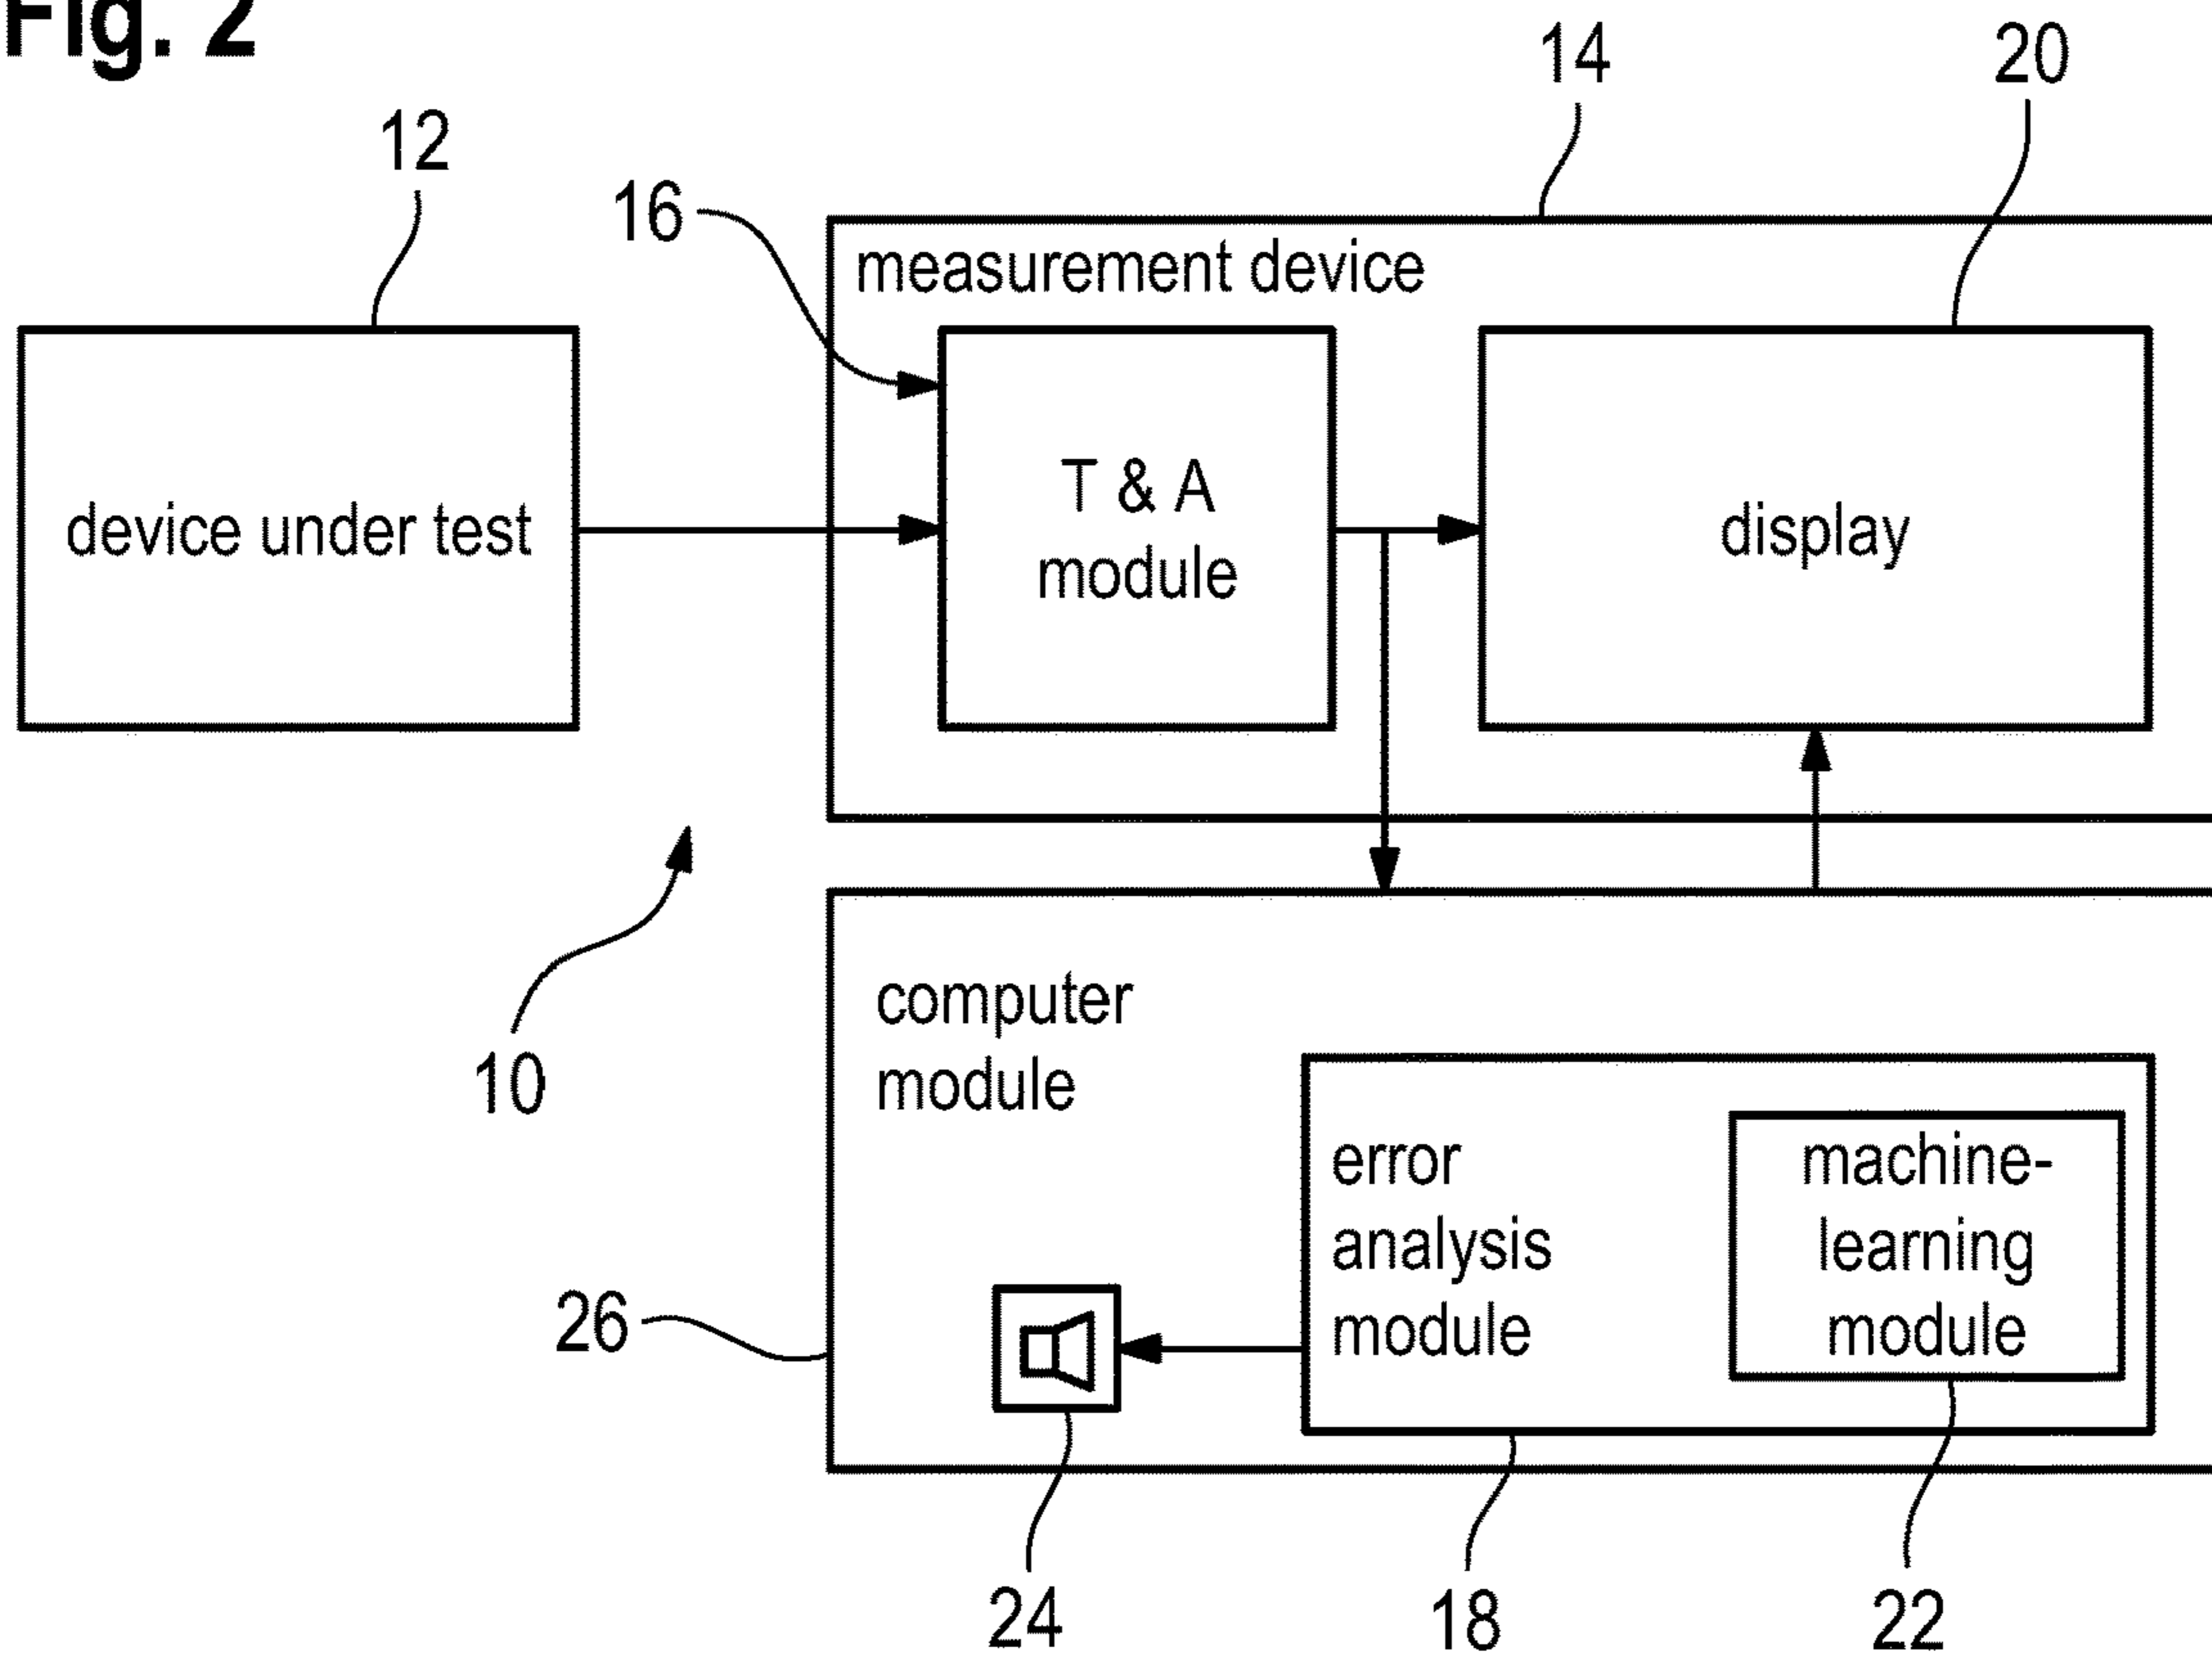 Fig. 2
14
20
12
16
measurement device
device under test
T & A
module
display
10
computer
module
error
analysis
module
machine-
learning
module
26
24
18
22